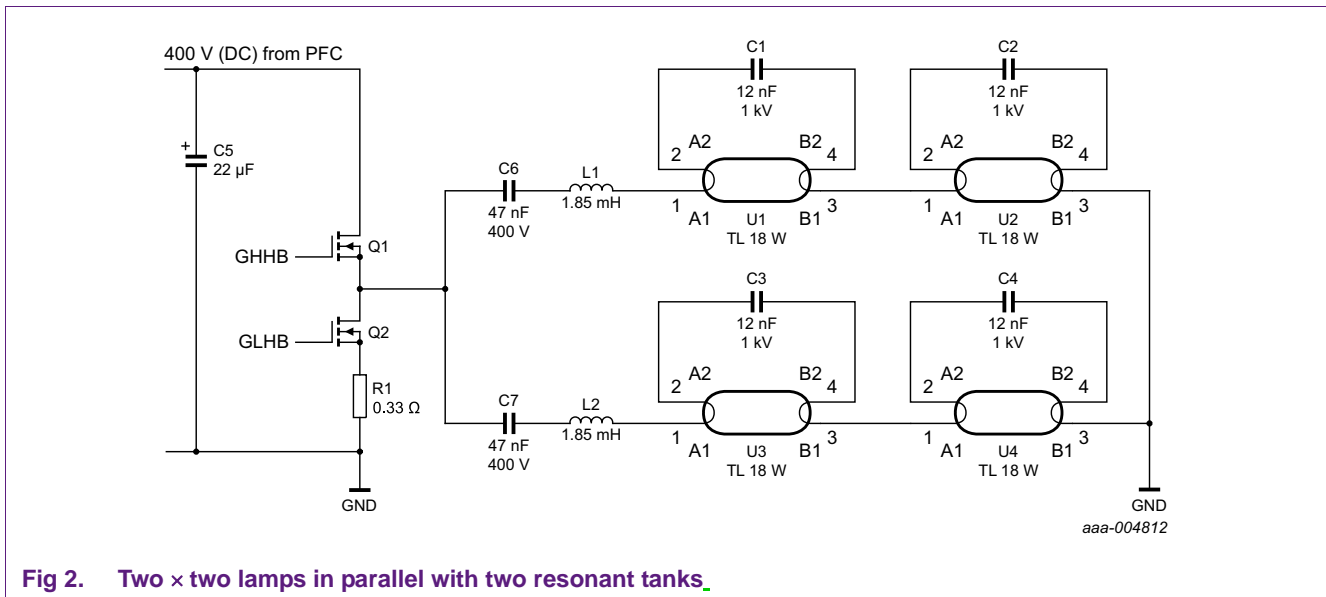 400 V (DC) from PFC
C5
22 µF
+
GHHB
Q1
GLHB
Q2
R1
0.33 Ω
GND
C6
47 nF
400 V
L1
1.85 mH
C1
12 nF
1 kV
A2
2
B2
4
1
A1
U1
TL 18 W
B1
3
C2
12 nF
1 kV
A2
2
B2
4
1
A1
U2
TL 18 W
B1
3
C7
47 nF
400 V
L2
1.85 mH
C3
12 nF
1 kV
A2
2
B2
4
1
A1
U3
TL 18 W
B1
3
C4
12 nF
1 kV
A2
2
B2
4
1
A1
U4
TL 18 W
B1
3
GND
aaa-004812
Fig 2. Two × two lamps in parallel with two resonant tanks